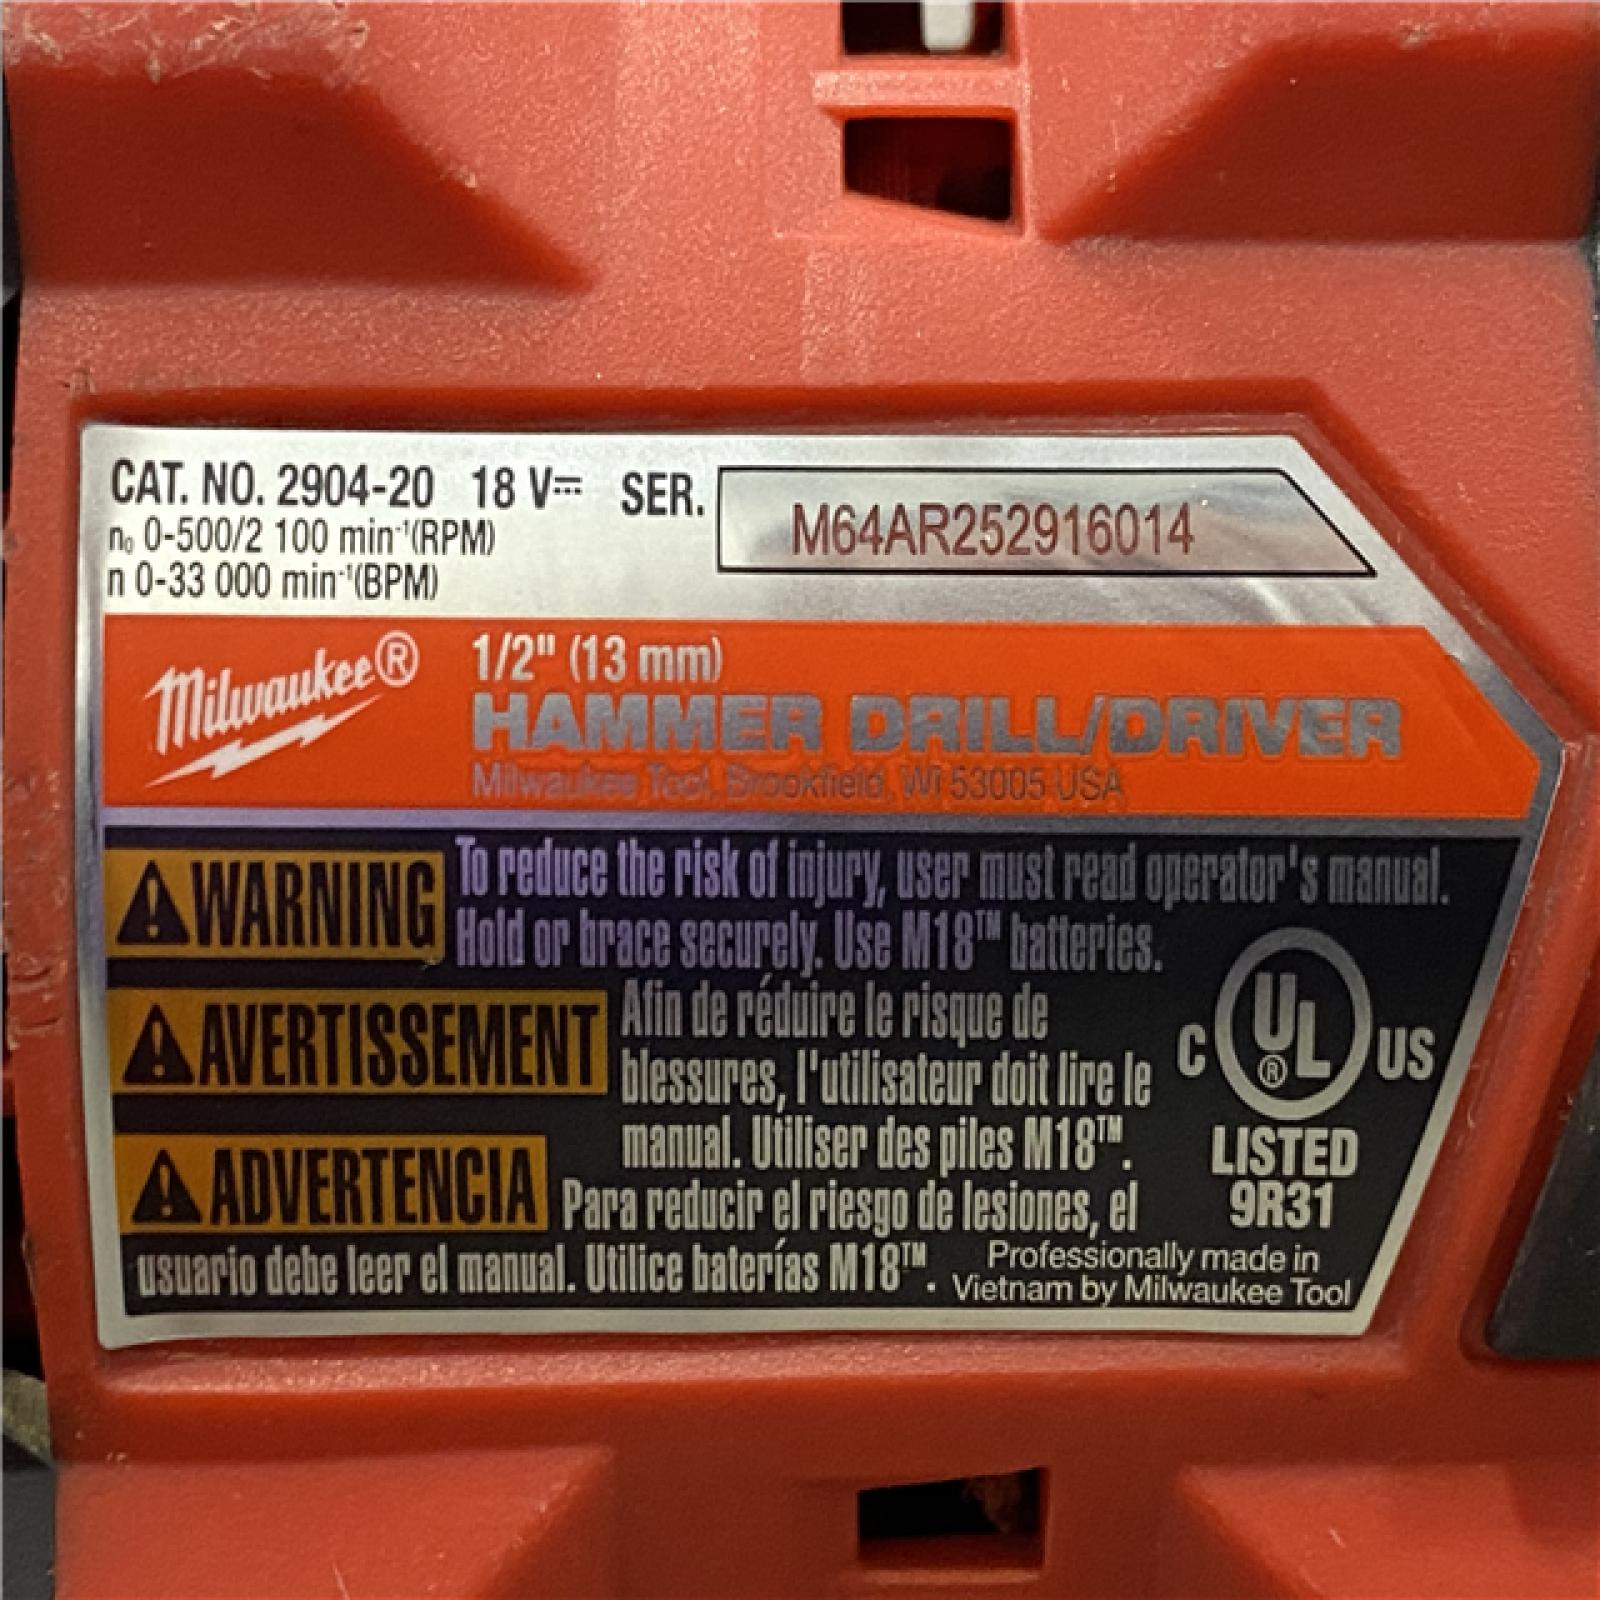 CAT. NO. 2904-20 18 V⎓ SER. M64AR252916014
n₀ 0-500/2 100 min⁻¹(RPM)
n 0-33 000 min⁻¹(BPM)
Milwaukee®
1/2" (13 mm)
HAMMER DRILL/DRIVER
Milwaukee Tool, Brookfield, WI 53005 USA
WARNING To reduce the risk of injury, user must read operator's manual.
Hold or brace securely. Use M18™ batteries.
AVERTISSEMENT Afin de réduire le risque de
blessures, l'utilisateur doit lire le
manual. Utiliser des piles M18™.
ADVERTENCIA Para reducir el riesgo de lesiones, el
usuario debe leer el manual. Utilice baterías M18™.
C UL® US
LISTED
9R31
Professionally made in
Vietnam by Milwaukee Tool